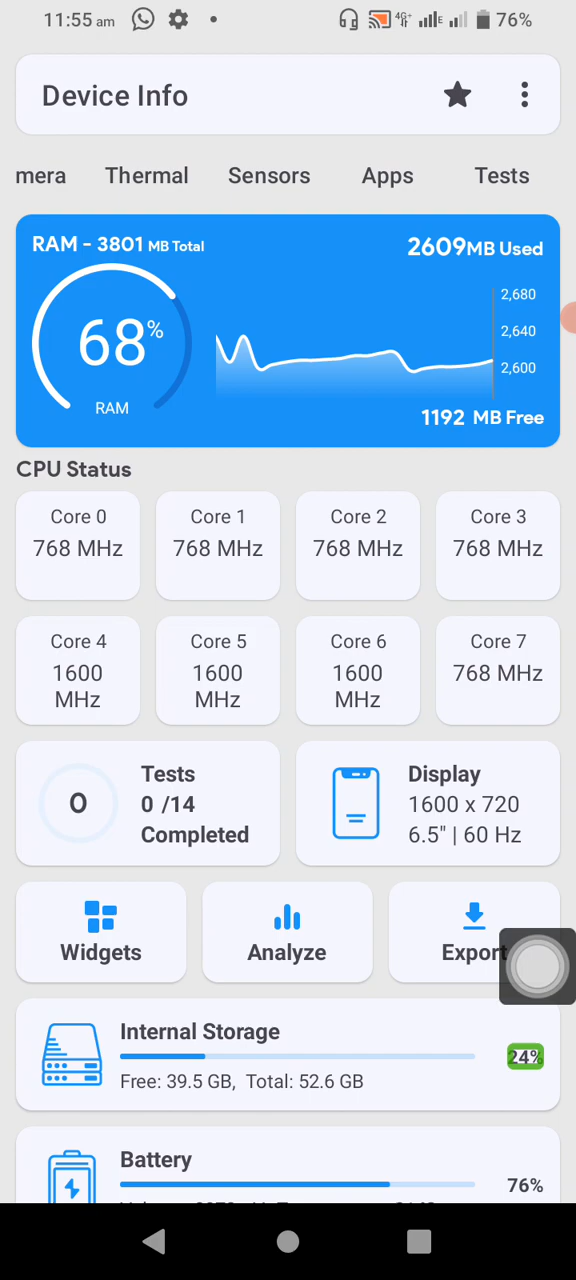 11:55 am 4G+ E 76%
Device Info
mera Thermal Sensors Apps Tests
RAM - 3801 MB Total 2609MB Used
68%
RAM
2,680
2,640
2,600
1192 MB Free
CPU Status
Core 0 Core 1 Core 2 Core 3
768 MHz 768 MHz 768 MHz 768 MHz
Core 4 Core 5 Core 6 Core 7
1600 1600 1600 768 MHz
MHz MHz MHz
0
Tests
0 /14
Completed
Display
1600 x 720
6.5" | 60 Hz
Widgets Analyze Export
Internal Storage
24%
Free: 39.5 GB, Total: 52.6 GB
Battery
76%